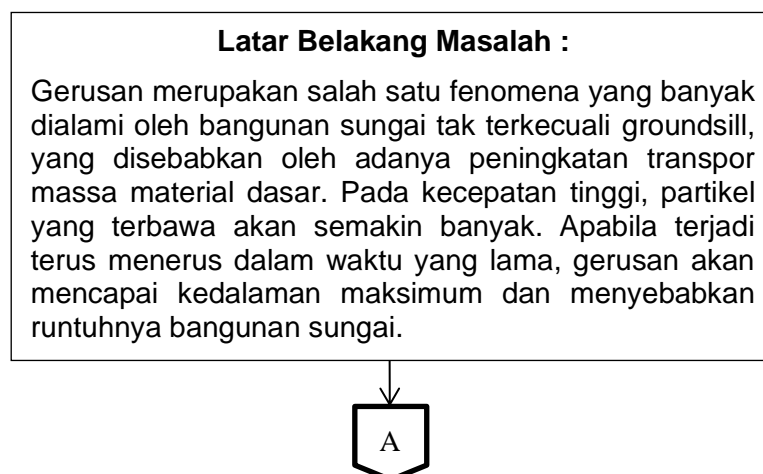 Latar Belakang Masalah :
Gerusan merupakan salah satu fenomena yang banyak
dialami oleh bangunan sungai tak terkecuali groundsill,
yang disebabkan oleh adanya peningkatan transpor
massa material dasar. Pada kecepatan tinggi, partikel
yang terbawa akan semakin banyak. Apabila terjadi
terus menerus dalam waktu yang lama, gerusan akan
mencapai kedalaman maksimum dan menyebabkan
runtuhnya bangunan sungai.
A